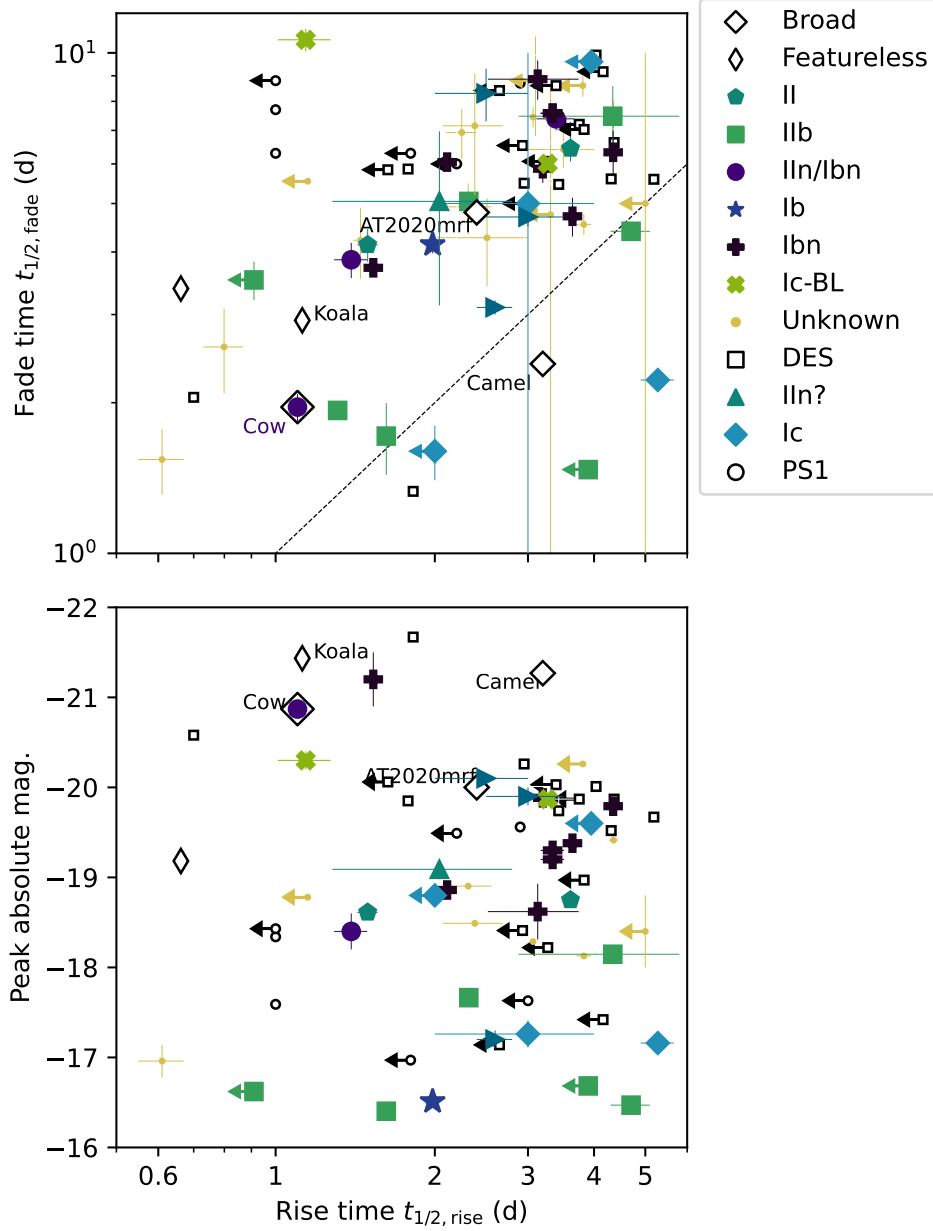 10¹
10⁰
Fade time t1/2, fade (d)
AT2020mrf
Koala
Cow
Camel
Broad
Featureless
II
IIb
IIn/Ibn
Ib
Ibn
Ic-BL
Unknown
DES
IIn?
Ic
PS1
−22
−21
−20
−19
−18
−17
−16
Peak absolute mag.
Koala
Camel
Cow
AT2020mrf
0.6 1 2 3 4 5
Rise time t1/2, rise (d)